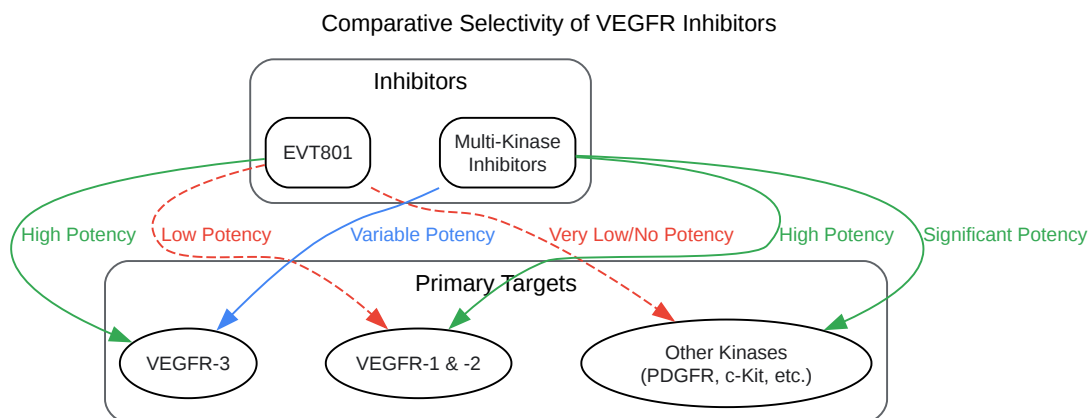 Comparative Selectivity of VEGFR Inhibitors
Inhibitors
EVT801
Multi-Kinase
Inhibitors
High Potency
Low Potency
Variable Potency
Very Low/No Potency
High Potency
Significant Potency
Primary Targets
VEGFR-3
VEGFR-1 & -2
Other Kinases
(PDGFR, c-Kit, etc.)